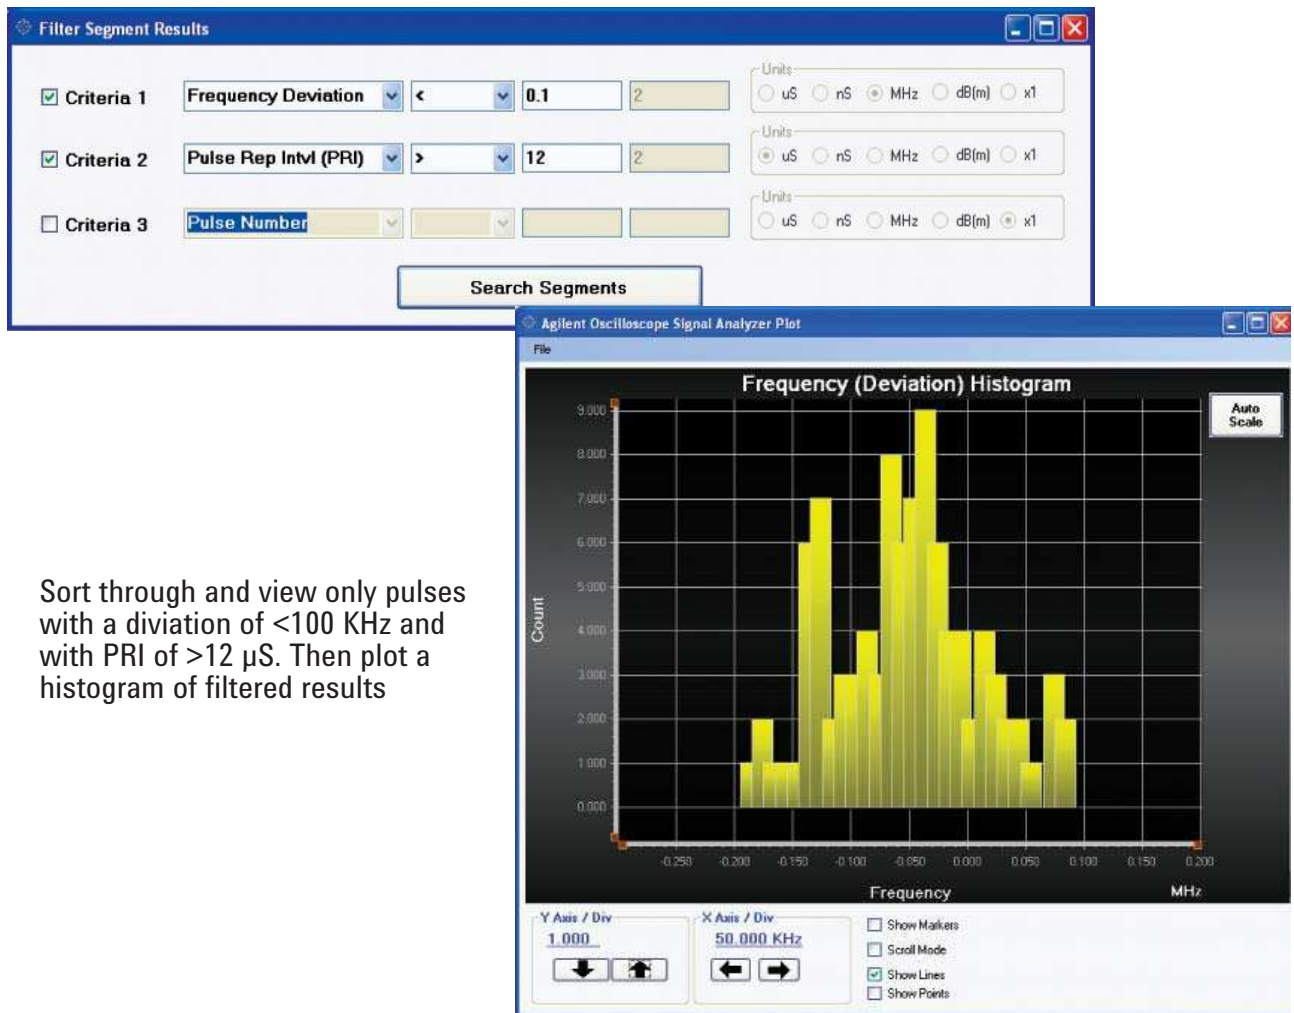 Filter Segment Results
Criteria 1 Frequency Deviation < 0.1 2
Units
uS nS MHz dB(m) x1
Criteria 2 Pulse Rep Intvl (PRI) > 12 2
Units
uS nS MHz dB(m) x1
Criteria 3 Pulse Number
Units
uS nS MHz dB(m) x1
Search Segments
Agilent Oscilloscope Signal Analyzer Plot
File
Frequency (Deviation) Histogram
Auto
Scale
9.000
8.000
7.000
6.000
5.000
4.000
3.000
2.000
1.000
0.000
Count
-0.250 -0.200 -0.150 -0.100 -0.050 0.000 0.050 0.100 0.150 0.200
Frequency MHz
Y Axis / Div
1.000
X Axis / Div
50.000 KHz
Show Markers
Scroll Mode
Show Lines
Show Points
Sort through and view only pulses
with a diviation of <100 KHz and
with PRI of >12 µS. Then plot a
histogram of filtered results